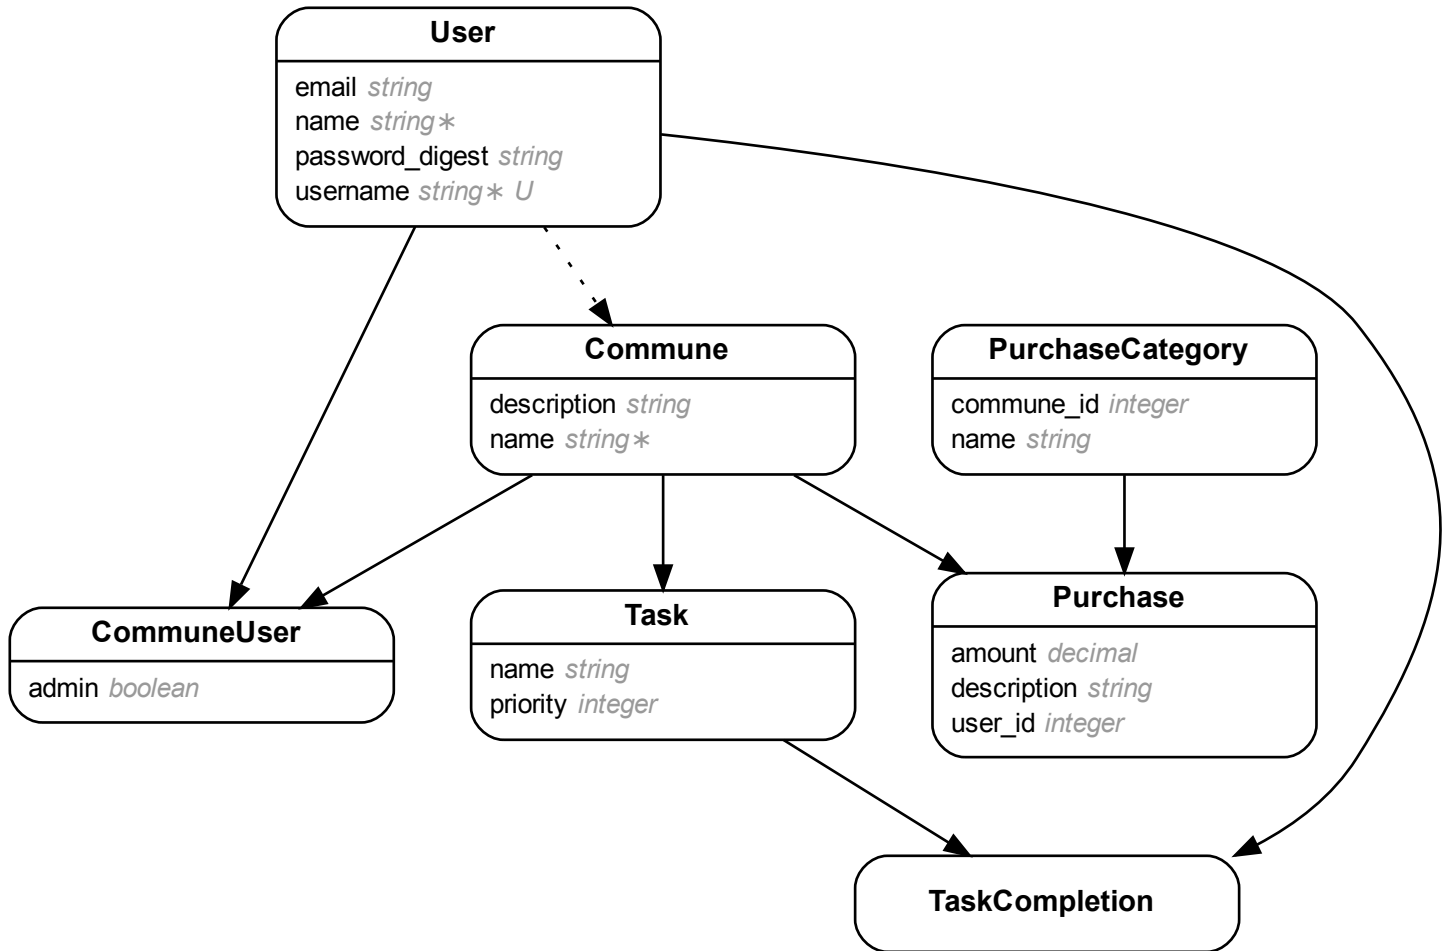 User
email string
name string∗
password_digest string
username string∗ U
Commune
description string
name string∗
PurchaseCategory
commune_id integer
name string
CommuneUser
admin boolean
Task
name string
priority integer
Purchase
amount decimal
description string
user_id integer
TaskCompletion